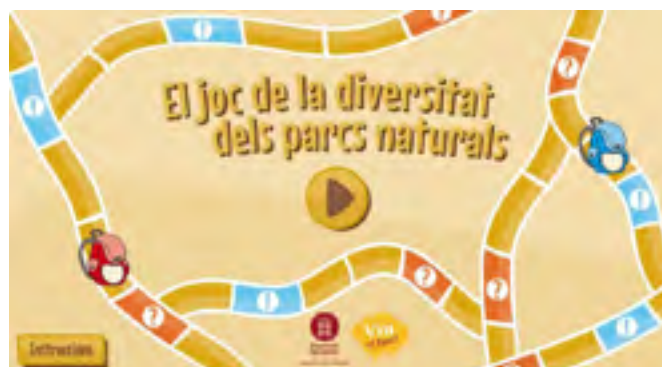 El joc de la diversitat
dels parcs naturals
Instruccions